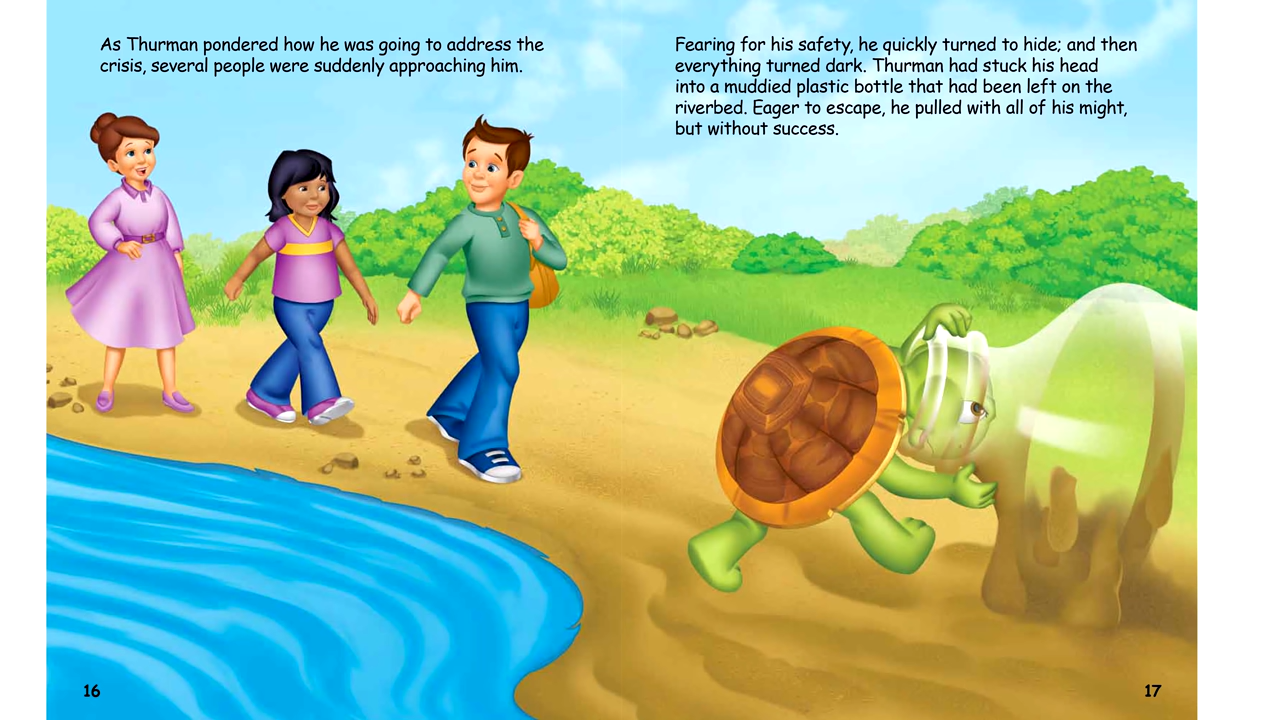 As Thurman pondered how he was going to address the
crisis, several people were suddenly approaching him.
Fearing for his safety, he quickly turned to hide; and then
everything turned dark. Thurman had stuck his head
into a muddied plastic bottle that had been left on the
riverbed. Eager to escape, he pulled with all of his might,
but without success.
16
17